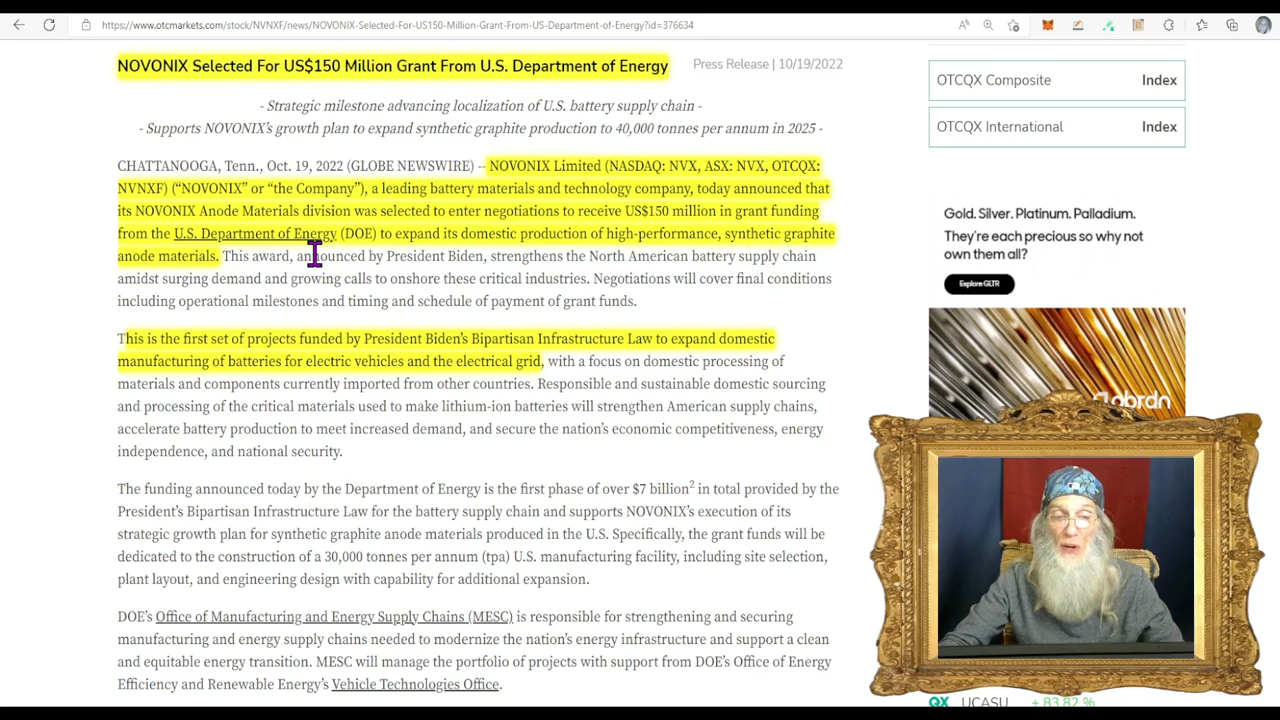 https://www.otcmarkets.com/stock/NVNXF/news/NOVONIX-Selected-For-US150-Million-Grant-From-US-Department-of-Energy?id=376634
NOVONIX Selected For US$150 Million Grant From U.S. Department of Energy
Press Release | 10/19/2022
- Strategic milestone advancing localization of U.S. battery supply chain -
- Supports NOVONIX’s growth plan to expand synthetic graphite production to 40,000 tonnes per annum in 2025 -
CHATTANOOGA, Tenn., Oct. 19, 2022 (GLOBE NEWSWIRE) -- NOVONIX Limited (NASDAQ: NVX, ASX: NVX, OTCQX:
NVNXF) (“NOVONIX” or “the Company”), a leading battery materials and technology company, today announced that
its NOVONIX Anode Materials division was selected to enter negotiations to receive US$150 million in grant funding
from the U.S. Department of Energy (DOE) to expand its domestic production of high-performance, synthetic graphite
anode materials. This award, announced by President Biden, strengthens the North American battery supply chain
amidst surging demand and growing calls to onshore these critical industries. Negotiations will cover final conditions
including operational milestones and timing and schedule of payment of grant funds.
This is the first set of projects funded by President Biden’s Bipartisan Infrastructure Law to expand domestic
manufacturing of batteries for electric vehicles and the electrical grid, with a focus on domestic processing of
materials and components currently imported from other countries. Responsible and sustainable domestic sourcing
and processing of the critical materials used to make lithium-ion batteries will strengthen American supply chains,
accelerate battery production to meet increased demand, and secure the nation’s economic competitiveness, energy
independence, and national security.
The funding announced today by the Department of Energy is the first phase of over $7 billion2 in total provided by the
President’s Bipartisan Infrastructure Law for the battery supply chain and supports NOVONIX’s execution of its
strategic growth plan for synthetic graphite anode materials produced in the U.S. Specifically, the grant funds will be
dedicated to the construction of a 30,000 tonnes per annum (tpa) U.S. manufacturing facility, including site selection,
plant layout, and engineering design with capability for additional expansion.
DOE’s Office of Manufacturing and Energy Supply Chains (MESC) is responsible for strengthening and securing
manufacturing and energy supply chains needed to modernize the nation’s energy infrastructure and support a clean
and equitable energy transition. MESC will manage the portfolio of projects with support from DOE’s Office of Energy
Efficiency and Renewable Energy’s Vehicle Technologies Office.
OTCQX Composite Index
OTCQX International Index
Gold. Silver. Platinum. Palladium.
They're each precious so why not
own them all?
Explore GLTR
abrdn
QX UCASU + 83.82 %